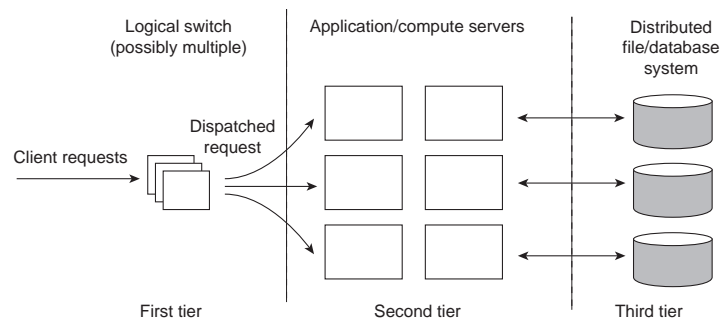 Logical switch
(possibly multiple)
Application/compute servers
Distributed
file/database
system
Dispatched
request
Client requests
First tier
Second tier
Third tier